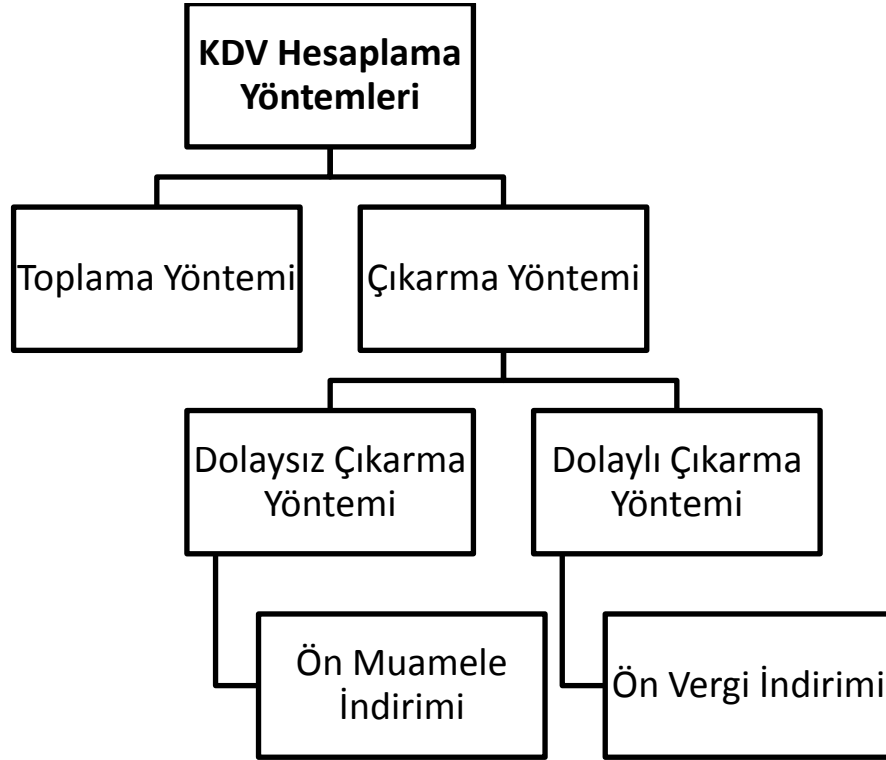 KDV Hesaplama
Yöntemleri
Toplama Yöntemi
Çıkarma Yöntemi
Dolaysız Çıkarma
Yöntemi
Dolaylı Çıkarma
Yöntemi
Ön Muamele
İndirimi
Ön Vergi İndirimi